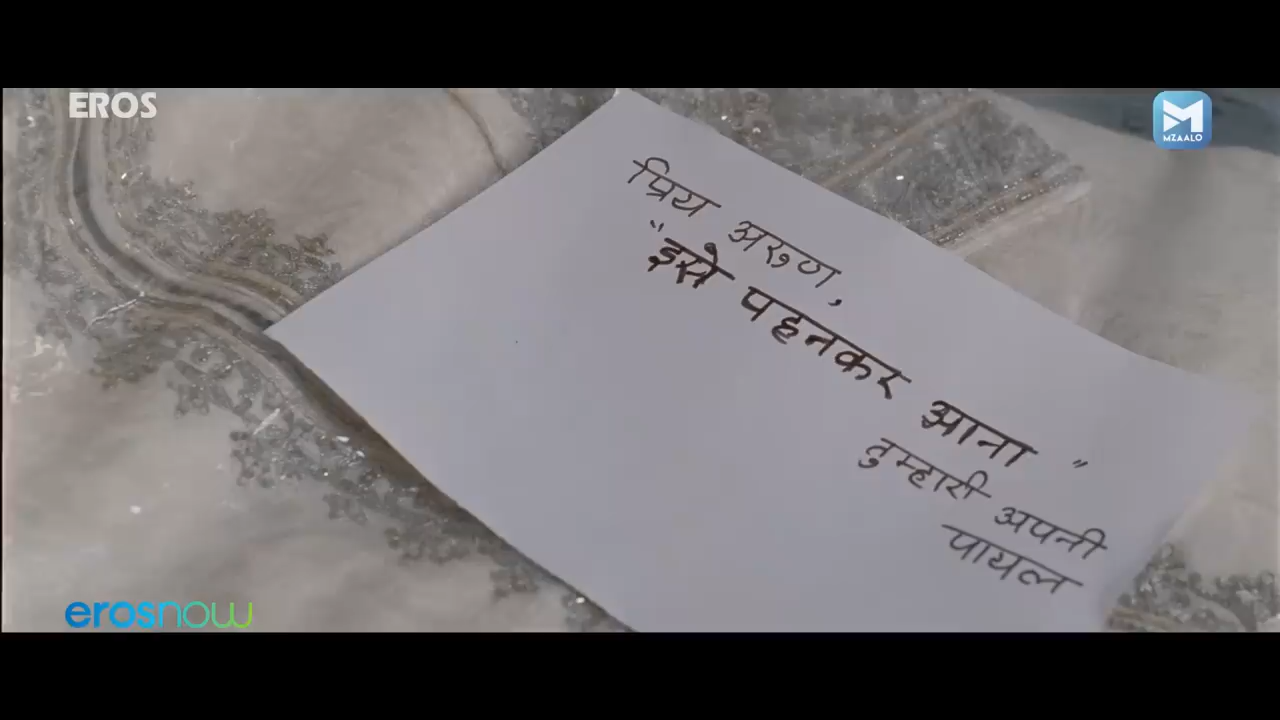 EROS
MZAALO
प्रिय अरुण,
"इसे पहनकर आना"
तुम्हारी अपनी
पायल
erosnow